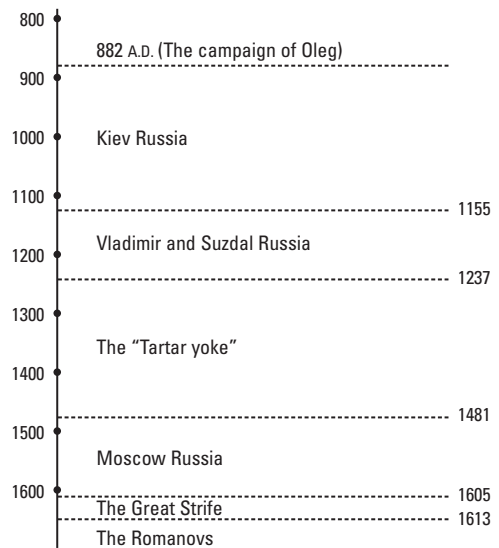 800
882 A.D. (The campaign of Oleg)
900
1000
Kiev Russia
1100
1155
Vladimir and Suzdal Russia
1200
1237
1300
The “Tartar yoke”
1400
1481
1500
Moscow Russia
1600
1605
The Great Strife
1613
The Romanovs